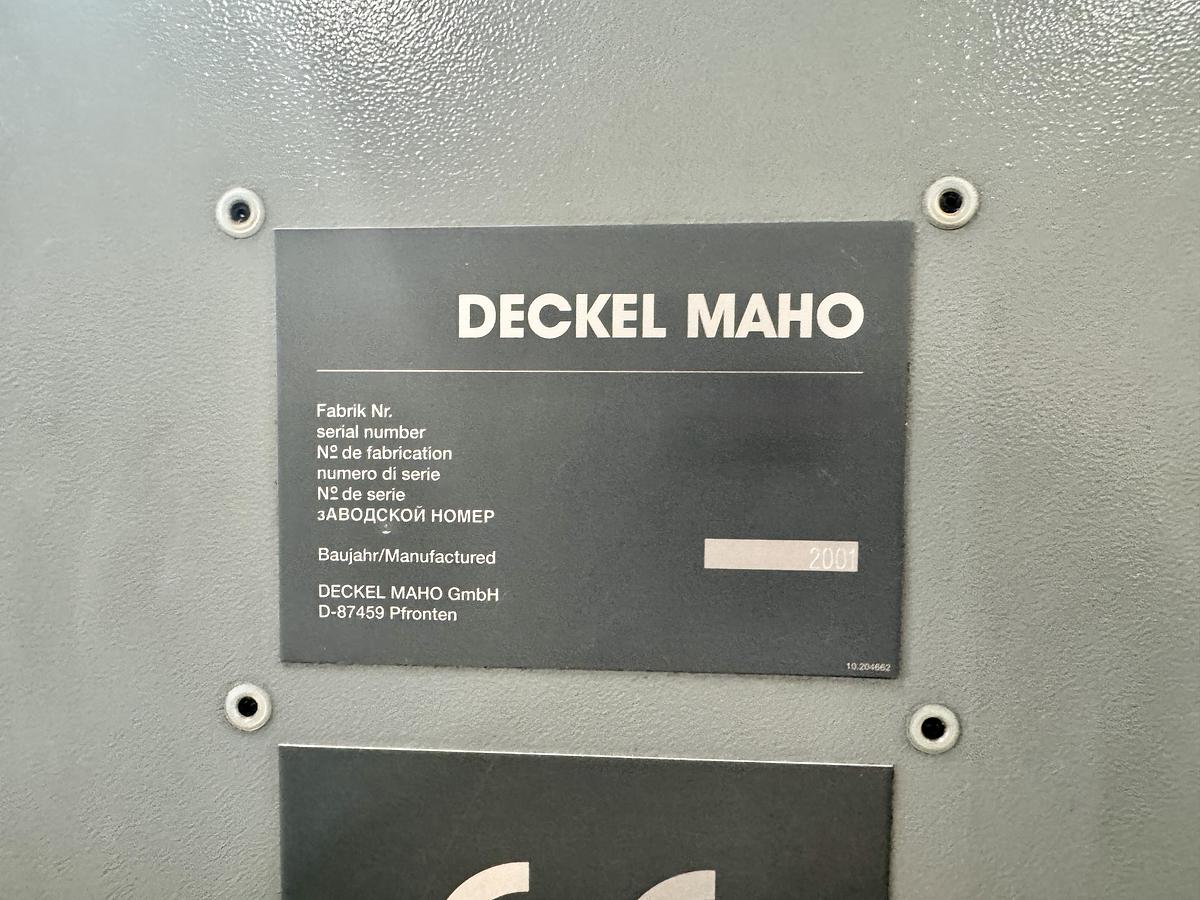 DECKEL MAHO
Fabrik Nr.
serial number
Nº de fabrication
numero di serie
Nº de serie
зАВОДСКОЙ НОМЕР
Baujahr/Manufactured 2001
DECKEL MAHO GmbH
D-87459 Pfronten
10.204662
CE